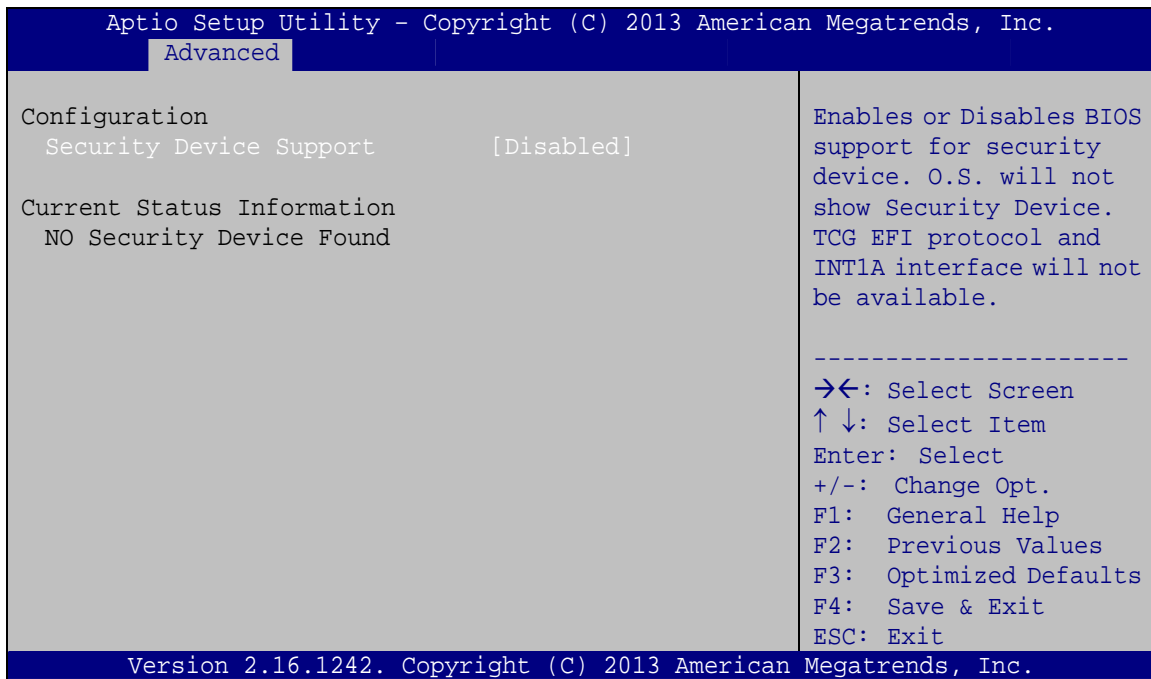 Aptio Setup Utility – Copyright (C) 2013 American Megatrends, Inc.
Advanced
Configuration
Security Device Support [Disabled]
Current Status Information
NO Security Device Found
Enables or Disables BIOS
support for security
device. O.S. will not
show Security Device.
TCG EFI protocol and
INT1A interface will not
be available.
----------------------
→←: Select Screen
↑ ↓: Select Item
Enter: Select
+/-: Change Opt.
F1: General Help
F2: Previous Values
F3: Optimized Defaults
F4: Save & Exit
ESC: Exit
Version 2.16.1242. Copyright (C) 2013 American Megatrends, Inc.